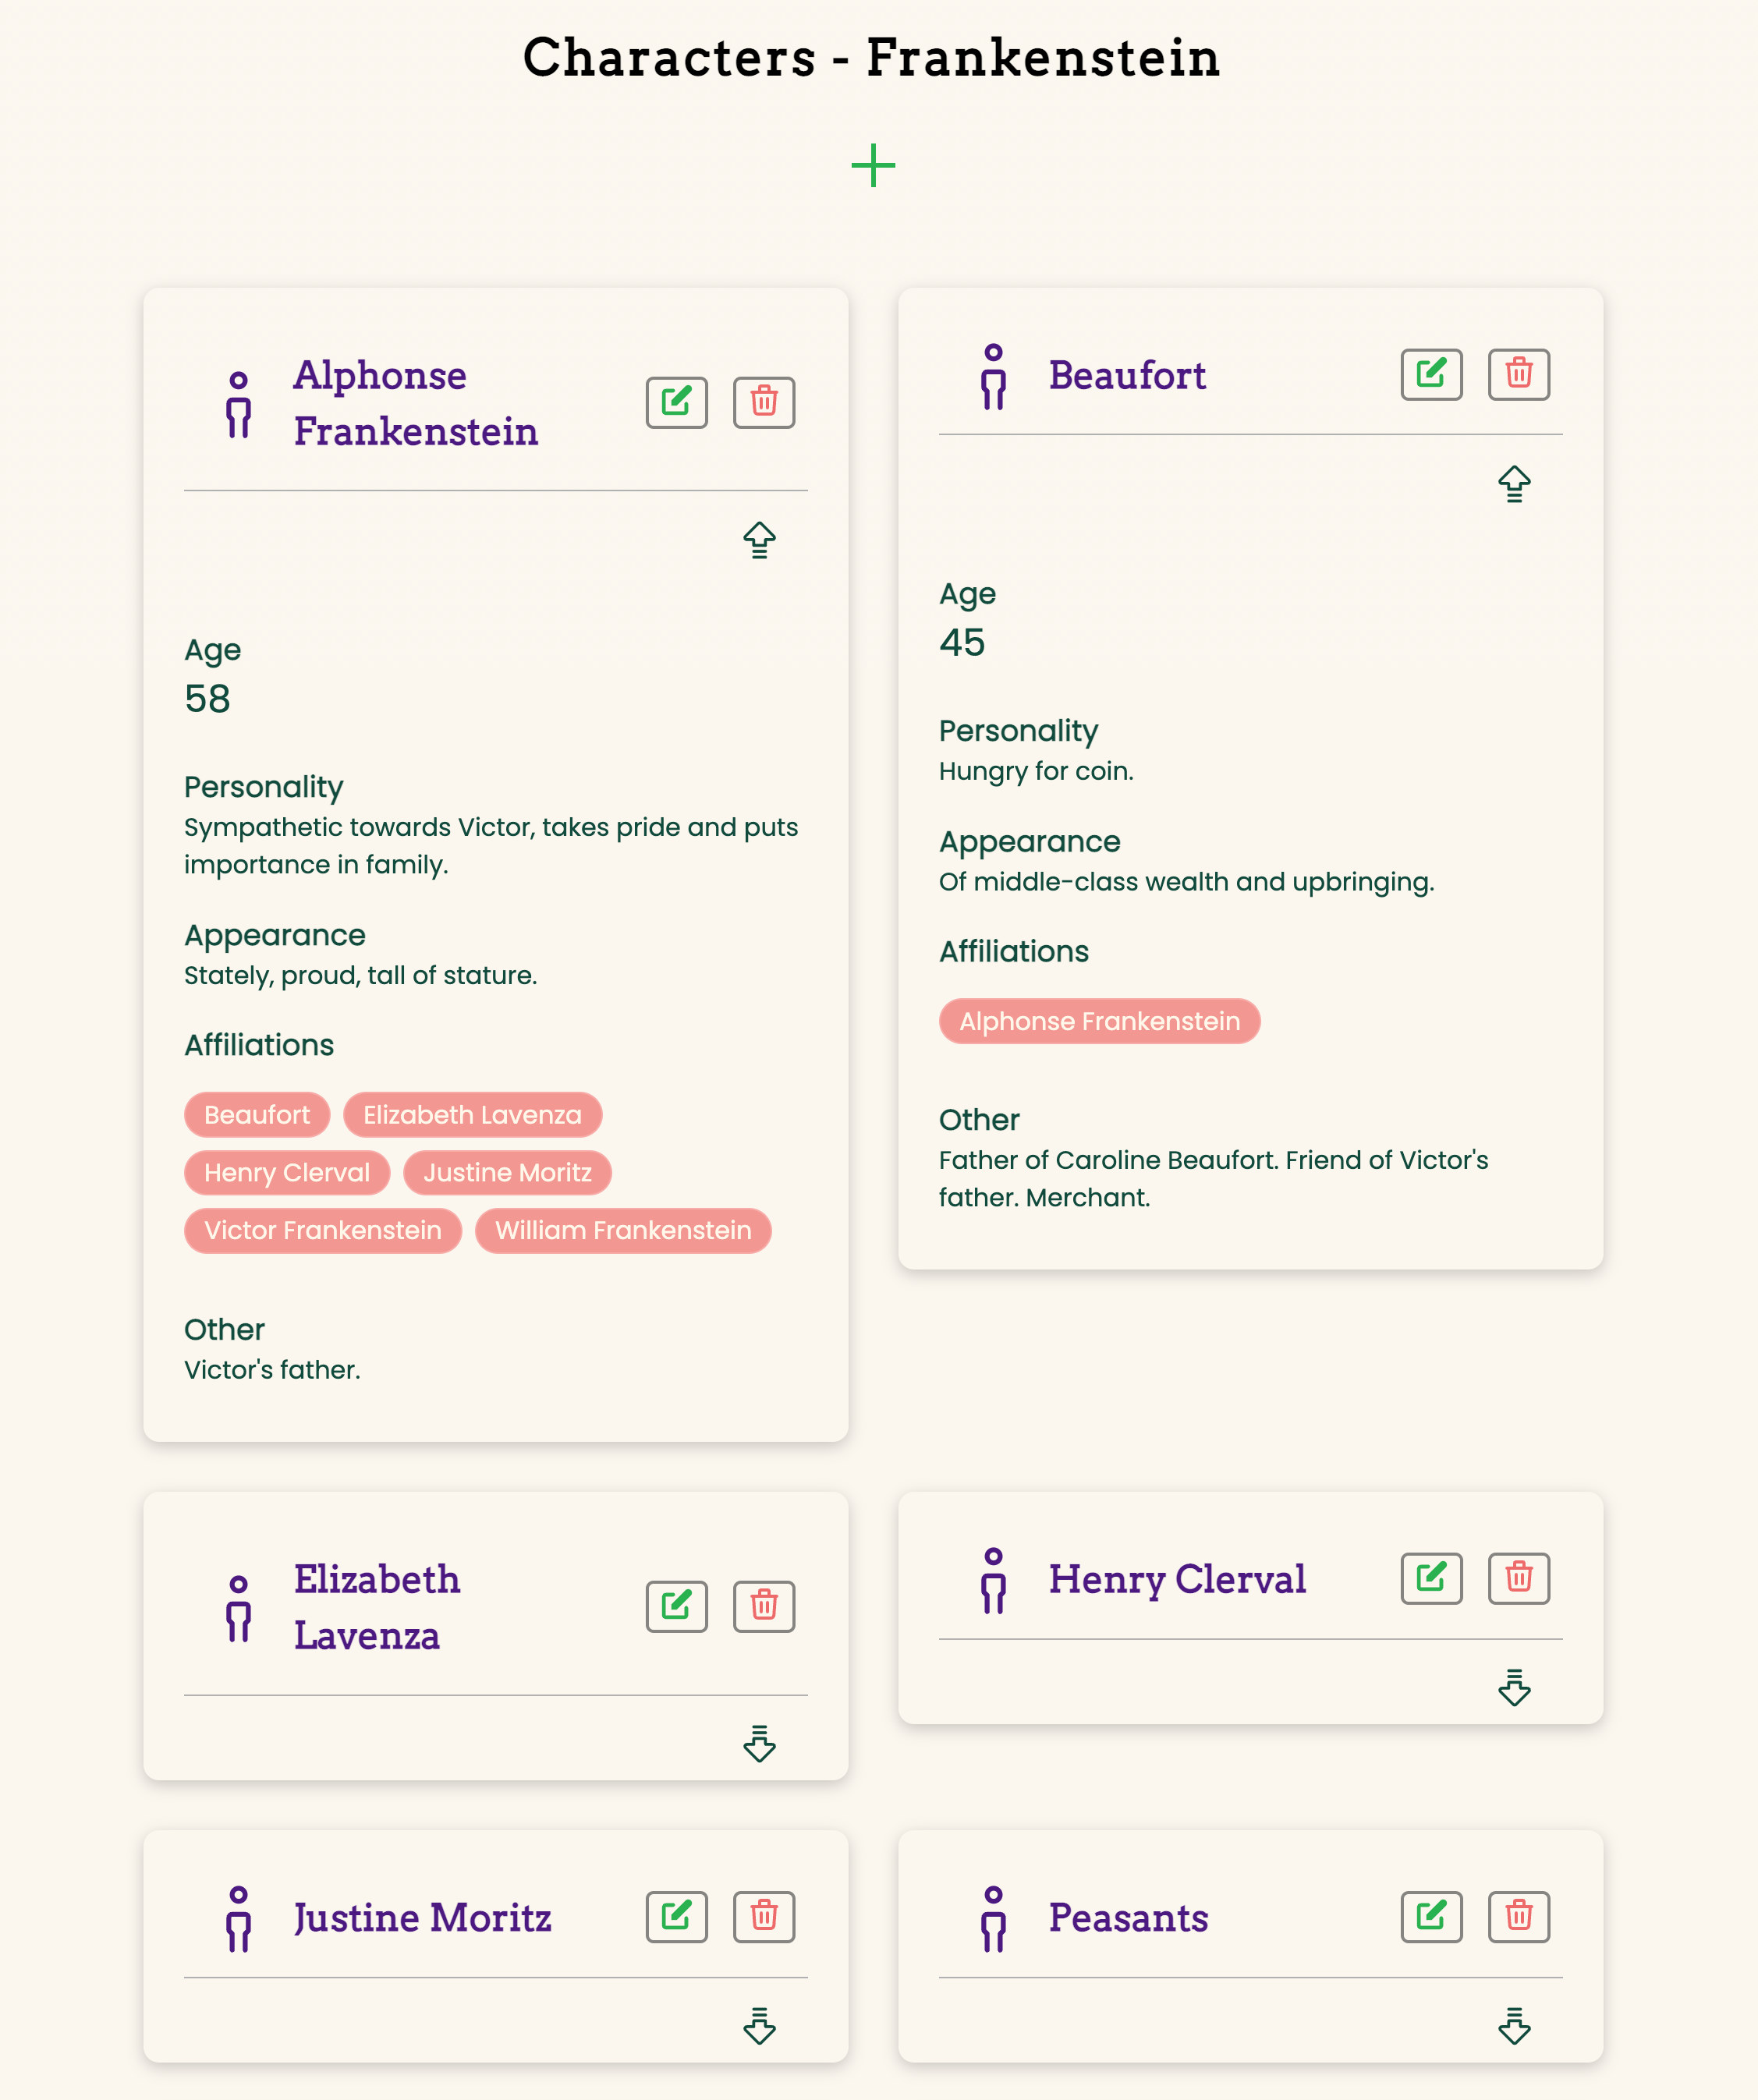 Characters - Frankenstein
Alphonse
Frankenstein
Age
58
Personality
Sympathetic towards Victor, takes pride and puts
importance in family.
Appearance
Stately, proud, tall of stature.
Affiliations
Beaufort Elizabeth Lavenza
Henry Clerval Justine Moritz
Victor Frankenstein William Frankenstein
Other
Victor's father.
Beaufort
Age
45
Personality
Hungry for coin.
Appearance
Of middle-class wealth and upbringing.
Affiliations
Alphonse Frankenstein
Other
Father of Caroline Beaufort. Friend of Victor's
father. Merchant.
Elizabeth
Lavenza
Henry Clerval
Justine Moritz
Peasants